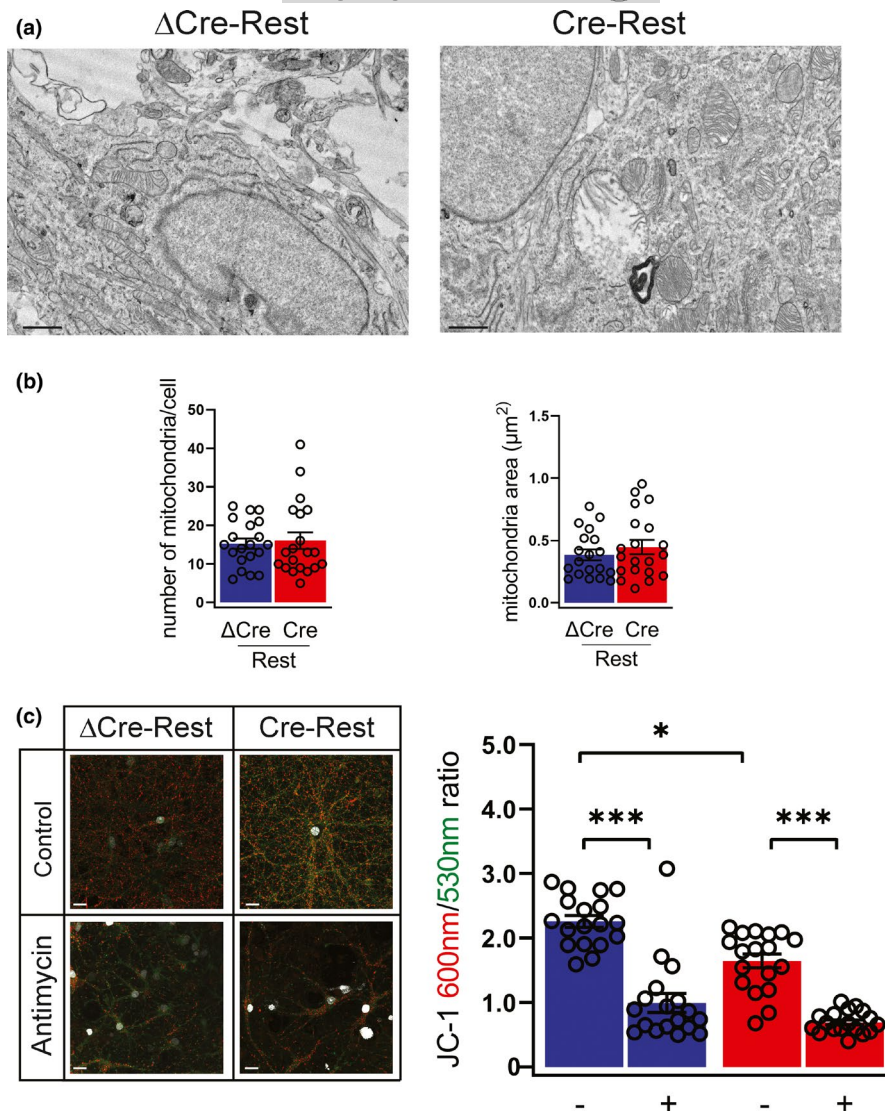 (a) ΔCre-Rest Cre-Rest
(b)
number of mitochondria/cell
50
40
30
20
10
0
ΔCre Cre
Rest
mitochondria area (µm²)
1.5
1.0
0.5
0.0
ΔCre Cre
Rest
(c)
ΔCre-Rest Cre-Rest
Control
Antimycin
JC-1 600nm/530nm ratio
5.0
4.0
3.0
2.0
1.0
0
*
*** ***
- + - +